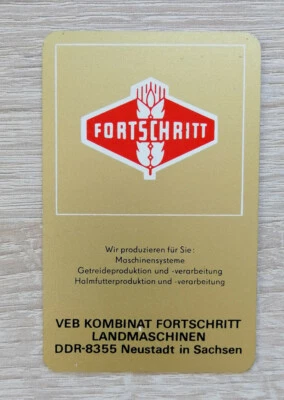 FORTSCHRITT
Wir produzieren für Sie:
Maschinensysteme
Getreideproduktion und -verarbeitung
Halmfutterproduktion und -verarbeitung
VEB KOMBINAT FORTSCHRITT
LANDMASCHINEN
DDR-8355 Neustadt in Sachsen